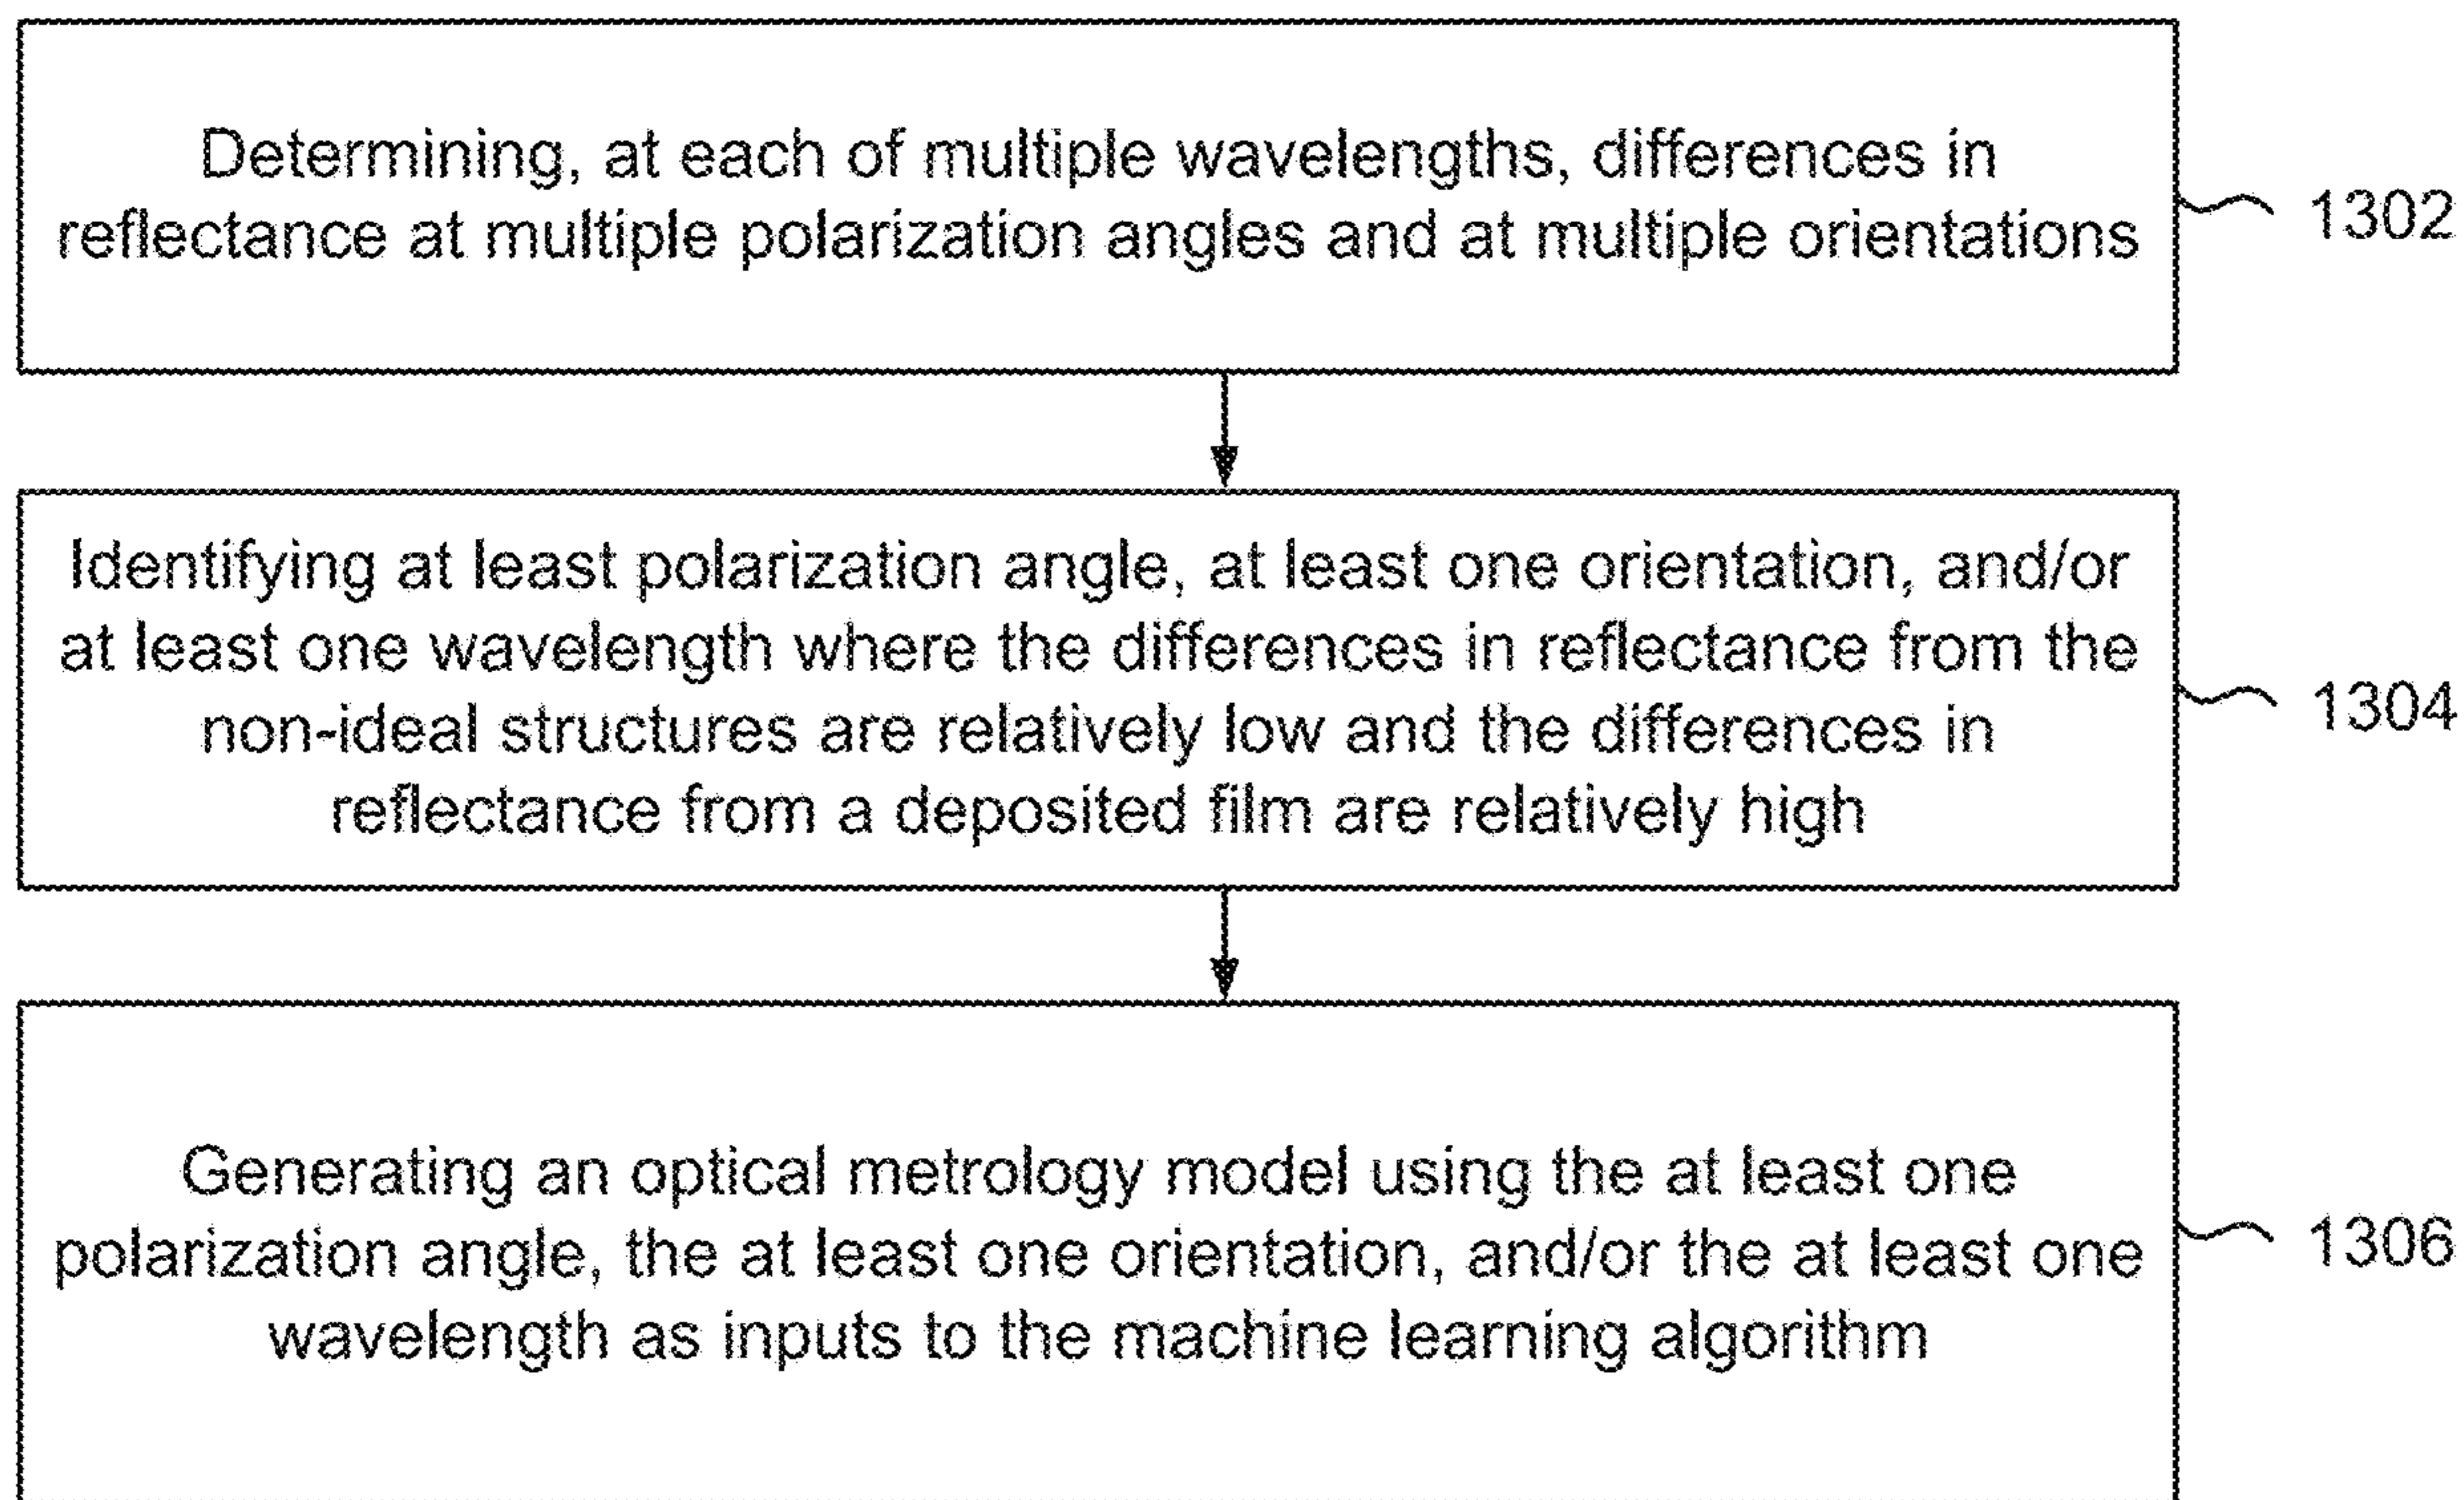 Determining, at each of multiple wavelengths, differences in
reflectance at multiple polarization angles and at multiple orientations
1302
Identifying at least polarization angle, at least one orientation, and/or
at least one wavelength where the differences in reflectance from the
non-ideal structures are relatively low and the differences in
reflectance from a deposited film are relatively high
1304
Generating an optical metrology model using the at least one
polarization angle, the at least one orientation, and/or the at least one
wavelength as inputs to the machine learning algorithm
1306